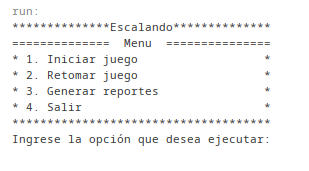 run:
**************Escalando**************
==============  Menu  ===============
* 1. Iniciar juego                  *
* 2. Retomar juego                  *
* 3. Generar reportes               *
* 4. Salir                          *
*************************************
Ingrese la opción que desea ejecutar: